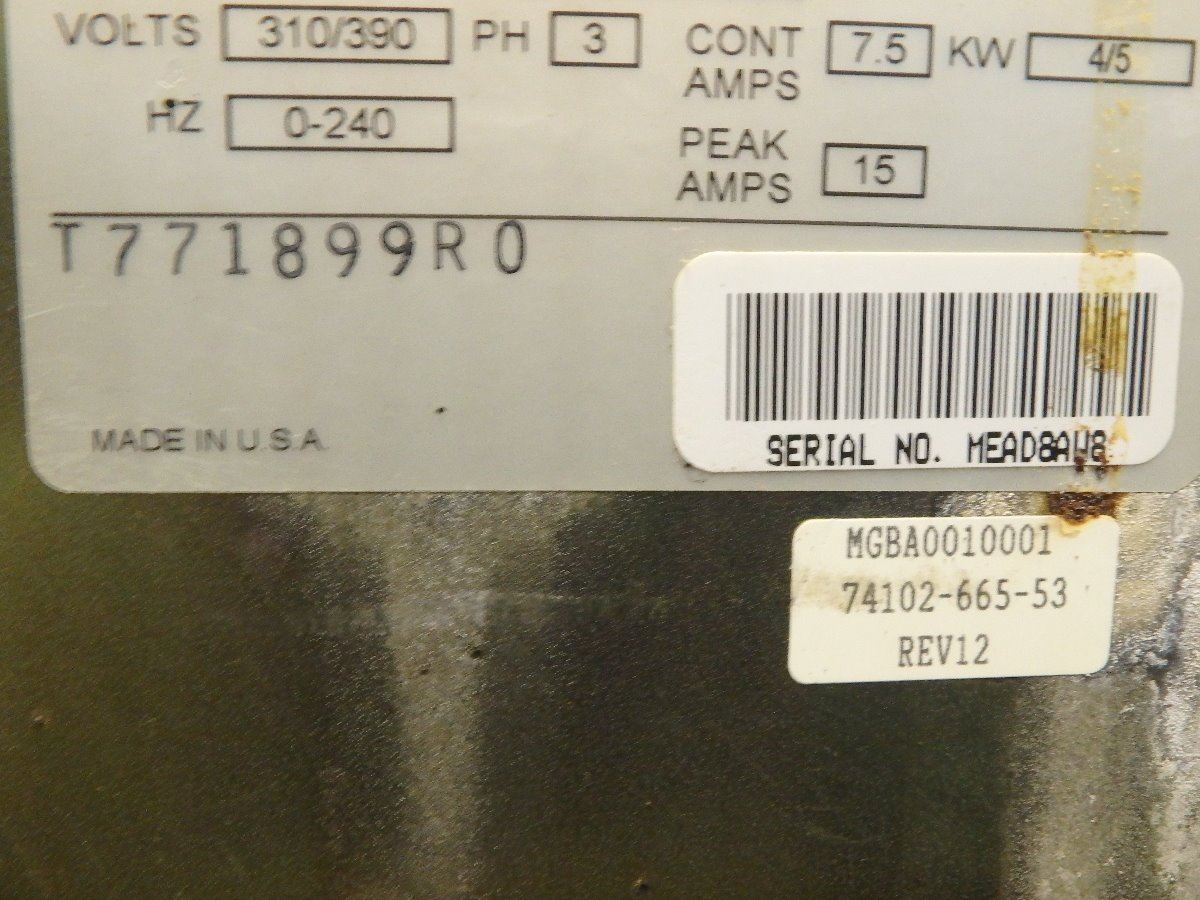 VOLTS 310/390 PH 3 CONT AMPS 7.5 KW 4/5
HZ 0-240 PEAK AMPS 15
T771899R0
MADE IN U.S.A.
SERIAL NO. MEAD8AW8
MGBA0010001
74102-665-53
REV12